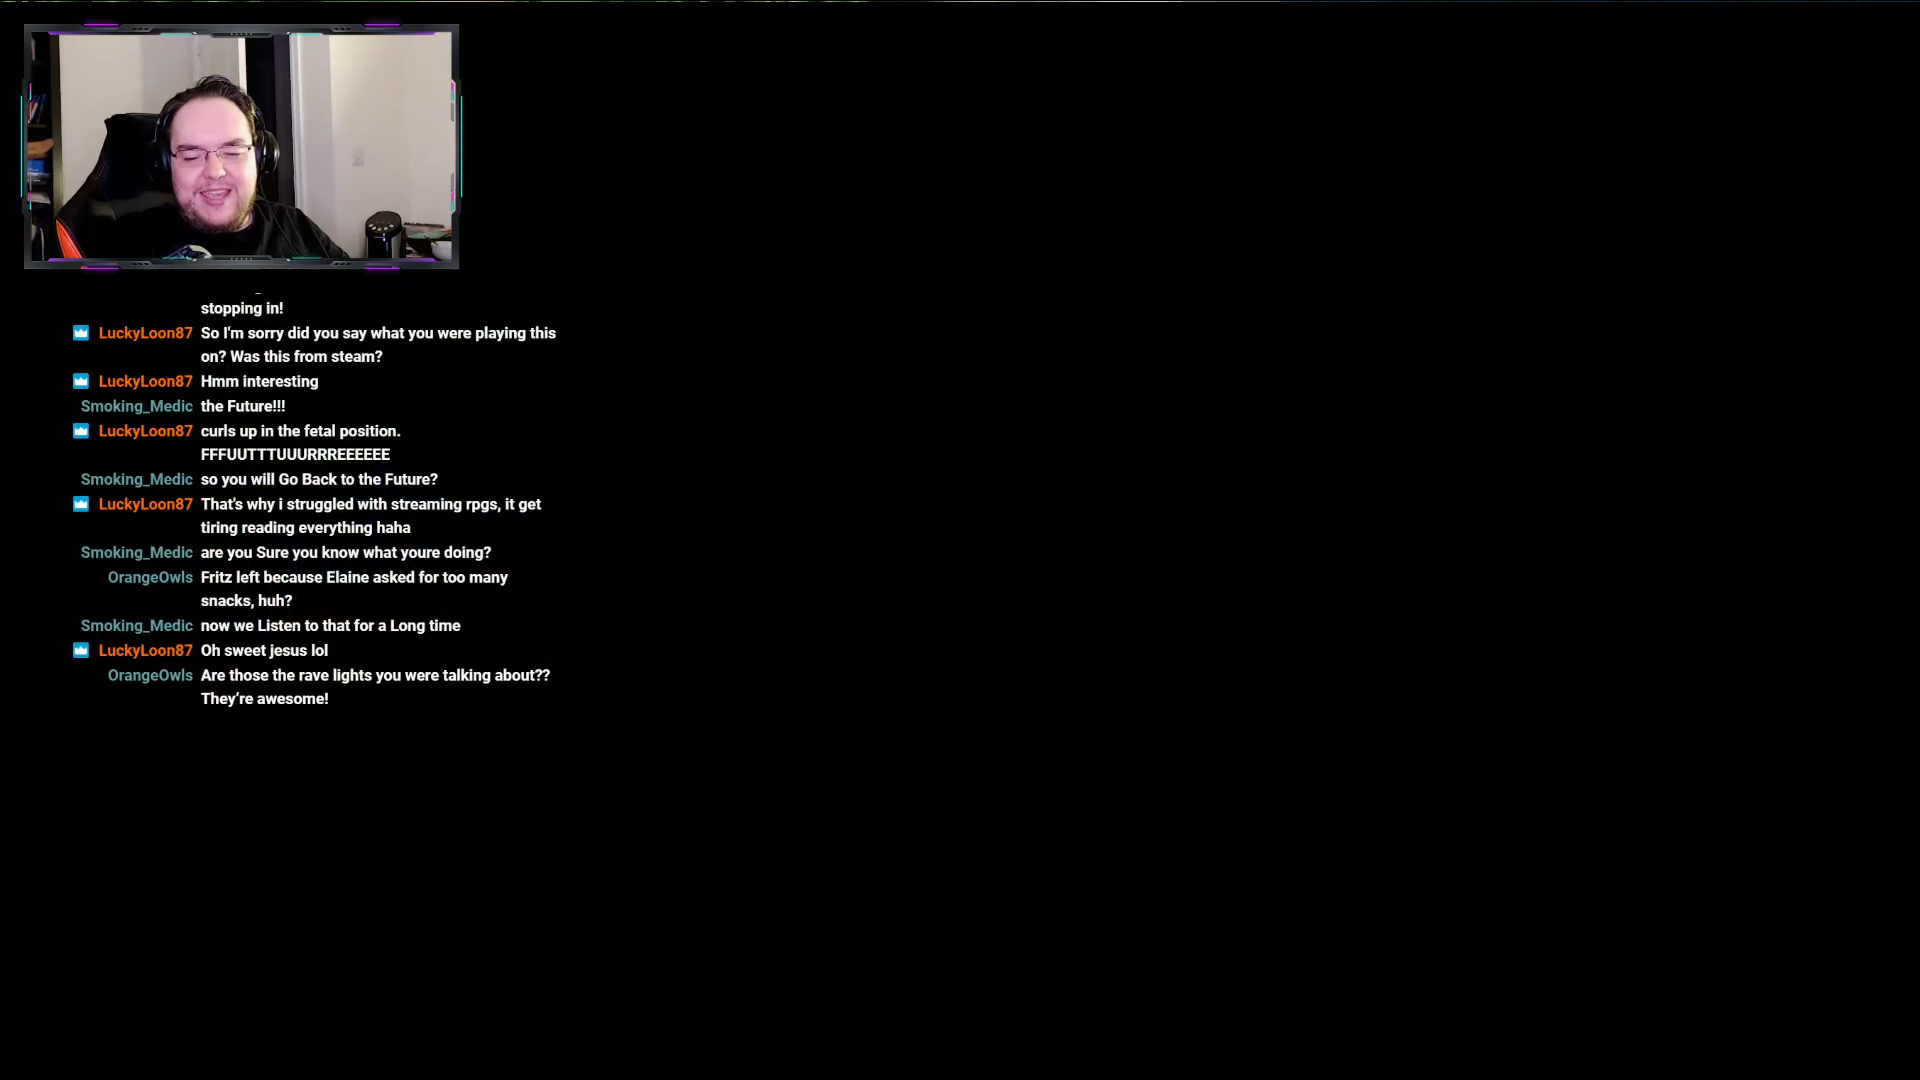 stopping in!
LuckyLoon87 So I'm sorry did you say what you were playing this
on? Was this from steam?
LuckyLoon87 Hmm interesting
Smoking_Medic the Future!!!
LuckyLoon87 curls up in the fetal position.
FFFUUTTTUUURRREEEEEE
Smoking_Medic so you will Go Back to the Future?
LuckyLoon87 That's why i struggled with streaming rpgs, it get
tiring reading everything haha
Smoking_Medic are you Sure you know what youre doing?
OrangeOwls Fritz left because Elaine asked for too many
snacks, huh?
Smoking_Medic now we Listen to that for a Long time
LuckyLoon87 Oh sweet jesus lol
OrangeOwls Are those the rave lights you were talking about??
They’re awesome!